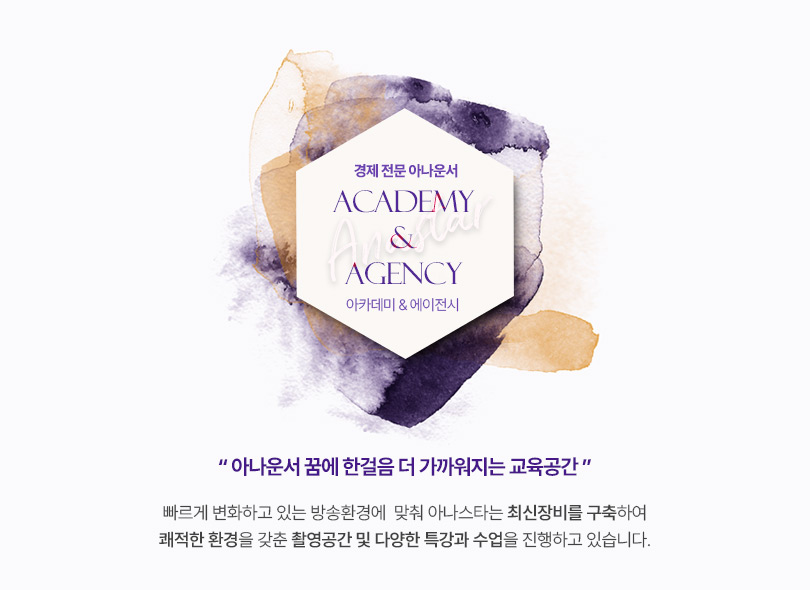 경제 전문 아나운서
ACADEMY
Anastar
&
AGENCY
아카데미 & 에이전시
“ 아나운서 꿈에 한걸음 더 가까워지는 교육공간 ”
빠르게 변화하고 있는 방송환경에 맞춰 아나스타는 최신장비를 구축하여
쾌적한 환경을 갖춘 촬영공간 및 다양한 특강과 수업을 진행하고 있습니다.